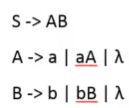 S -> AB
A -> a | aA | λ
B -> b | bB | λ